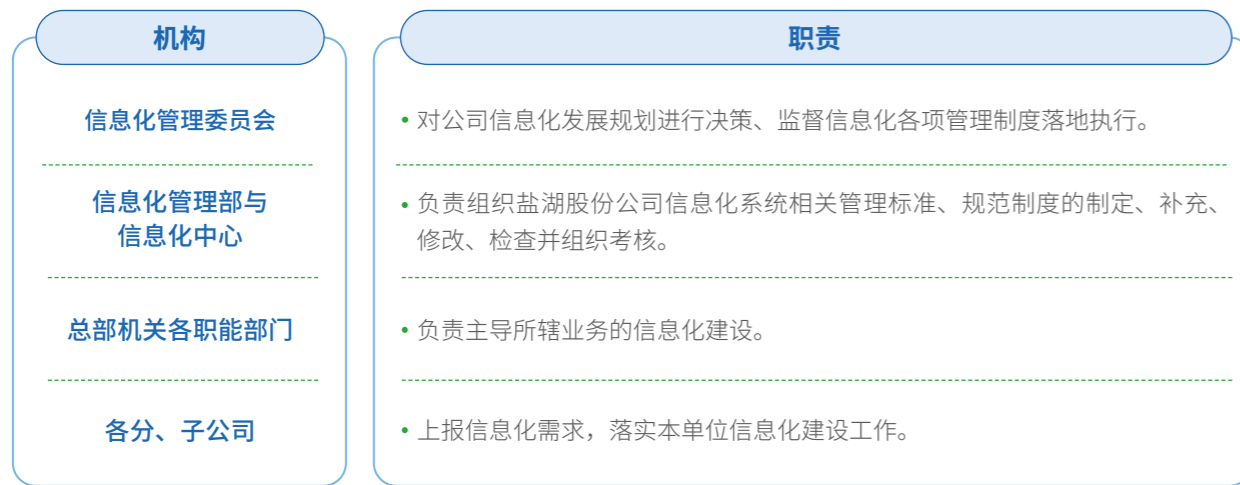 机构
职责
信息化管理委员会
• 对公司信息化发展规划进行决策、监督信息化各项管理制度落地执行。
信息化管理部与
信息化中心
• 负责组织盐湖股份公司信息化系统相关管理标准、规范制度的制定、补充、
修改、检查并组织考核。
总部机关各职能部门
• 负责主导所辖业务的信息化建设。
各分、子公司
• 上报信息化需求，落实本单位信息化建设工作。